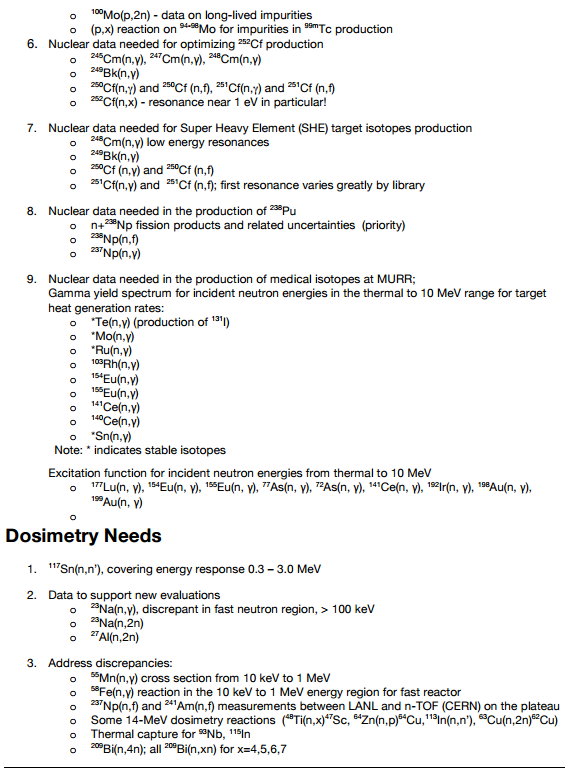 o ¹⁰⁰Mo(p,2n) - data on long-lived impurities
o (p,x) reaction on ⁹⁴⁻⁹⁸Mo for impurities in ⁹⁹ᵐTc production
6. Nuclear data needed for optimizing ²⁵²Cf production
o ²⁴⁵Cm(n,γ), ²⁴⁷Cm(n,γ), ²⁴⁸Cm(n,γ)
o ²⁴⁹Bk(n,γ)
o ²⁵⁰Cf(n,γ) and ²⁵⁰Cf (n,f), ²⁵¹Cf(n,γ) and ²⁵¹Cf (n,f)
o ²⁵²Cf(n,x) - resonance near 1 eV in particular!
7. Nuclear data needed for Super Heavy Element (SHE) target isotopes production
o ²⁴⁸Cm(n,γ) low energy resonances
o ²⁴⁹Bk(n,γ)
o ²⁵⁰Cf (n,γ) and ²⁵⁰Cf (n,f)
o ²⁵¹Cf(n,γ) and ²⁵¹Cf (n,f); first resonance varies greatly by library
8. Nuclear data needed in the production of ²³⁸Pu
o n+²³⁸Np fission products and related uncertainties (priority)
o ²³⁸Np(n,f)
o ²³⁷Np(n,γ)
9. Nuclear data needed in the production of medical isotopes at MURR;
Gamma yield spectrum for incident neutron energies in the thermal to 10 MeV range for target
heat generation rates:
o *Te(n,γ) (production of ¹³¹I)
o *Mo(n,γ)
o *Ru(n,γ)
o ¹⁰³Rh(n,γ)
o ¹⁵⁴Eu(n,γ)
o ¹⁵⁵Eu(n,γ)
o ¹⁴¹Ce(n,γ)
o ¹⁴⁰Ce(n,γ)
o *Sn(n,γ)
Note: * indicates stable isotopes
Excitation function for incident neutron energies from thermal to 10 MeV
o ¹⁷⁷Lu(n, γ), ¹⁵⁴Eu(n, γ), ¹⁵⁵Eu(n, γ), ⁷⁷As(n, γ), ⁷²As(n, γ), ¹⁴¹Ce(n, γ), ¹⁹²Ir(n, γ), ¹⁹⁸Au(n, γ),
¹⁹⁹Au(n, γ)
o
Dosimetry Needs
1. ¹¹⁷Sn(n,n'), covering energy response 0.3 – 3.0 MeV
2. Data to support new evaluations
o ²³Na(n,γ), discrepant in fast neutron region, > 100 keV
o ²³Na(n,2n)
o ²⁷Al(n,2n)
3. Address discrepancies:
o ⁵⁵Mn(n,γ) cross section from 10 keV to 1 MeV
o ⁵⁸Fe(n,γ) reaction in the 10 keV to 1 MeV energy region for fast reactor
o ²³⁷Np(n,f) and ²⁴¹Am(n,f) measurements between LANL and n-TOF (CERN) on the plateau
o Some 14-MeV dosimetry reactions (⁴⁸Ti(n,x)⁴⁷Sc, ⁶⁴Zn(n,p)⁶⁴Cu,¹¹³In(n,n'), ⁶³Cu(n,2n)⁶²Cu)
o Thermal capture for ⁹³Nb, ¹¹⁵In
o ²⁰⁹Bi(n,4n); all ²⁰⁹Bi(n,xn) for x=4,5,6,7